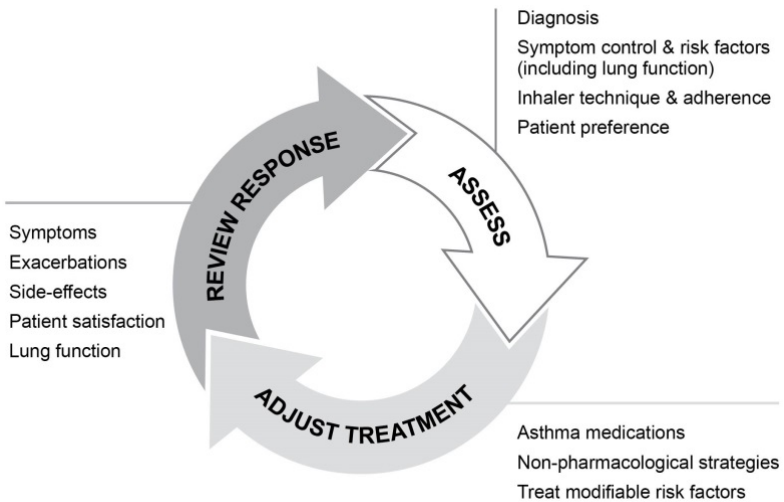 Diagnosis
Symptom control & risk factors
(including lung function)
Inhaler technique & adherence
Patient preference
REVIEW RESPONSE
ASSESS
Symptoms
Exacerbations
Side-effects
Patient satisfaction
Lung function
ADJUST TREATMENT
Asthma medications
Non-pharmacological strategies
Treat modifiable risk factors